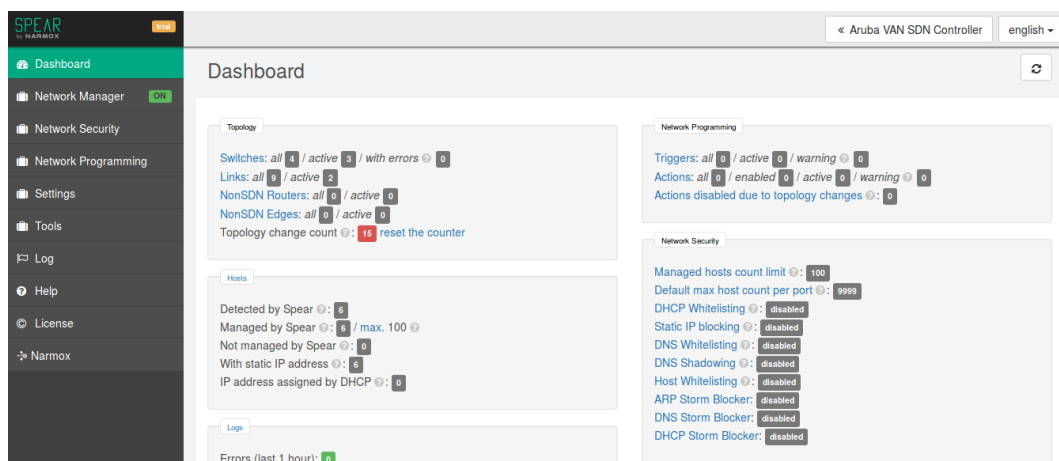 SPEAR
by NARMOX
trial
« Aruba VAN SDN Controller
english
Dashboard
Network Manager ON
Network Security
Network Programming
Settings
Tools
Log
Help
License
Narmox
Dashboard
Topology
Switches: all 4 / active 3 / with errors ? 0
Links: all 9 / active 2
NonSDN Routers: all 0 / active 0
NonSDN Edges: all 0 / active 0
Topology change count ?: 15 reset the counter
Hosts
Detected by Spear ?: 6
Managed by Spear ?: 6 / max. 100 ?
Not managed by Spear ?: 0
With static IP address ?: 6
IP address assigned by DHCP ?: 0
Logs
Errors (last 1 hour): 0
Network Programming
Triggers: all 0 / active 0 / warning ? 0
Actions: all 0 / enabled 0 / active 0 / warning ? 0
Actions disabled due to topology changes ?: 0
Network Security
Managed hosts count limit ?: 100
Default max host count per port ?: 9999
DHCP Whitelisting ?: disabled
Static IP blocking ?: disabled
DNS Whitelisting ?: disabled
DNS Shadowing ?: disabled
Host Whitelisting ?: disabled
ARP Storm Blocker: disabled
DNS Storm Blocker: disabled
DHCP Storm Blocker: disabled